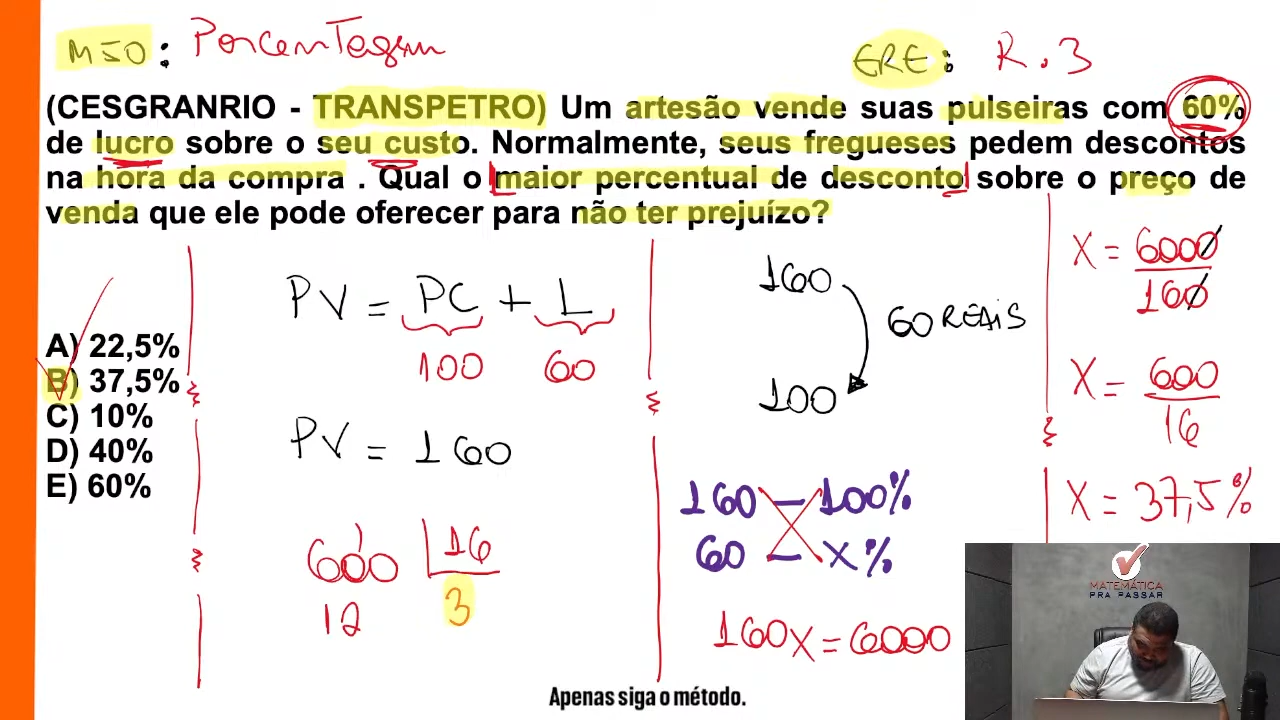 M50: Porcentagem
ERE: R.3
(CESGRANRIO - TRANSPETRO) Um artesão vende suas pulseiras com 60%
de lucro sobre o seu custo. Normalmente, seus fregueses pedem descontos
na hora da compra . Qual o maior percentual de desconto sobre o preço de
venda que ele pode oferecer para não ter prejuízo?
A) 22,5%
B) 37,5%
C) 10%
D) 40%
E) 60%
PV = PC + L
100 60
PV = 160
600 16
12 3
160
60 REAIS
100
160 — 100%
60 — X%
160X = 6000
X = 6000
160
X = 600
16
X = 37,5%
MATEMÁTICA
PRA PASSAR
Apenas siga o método.